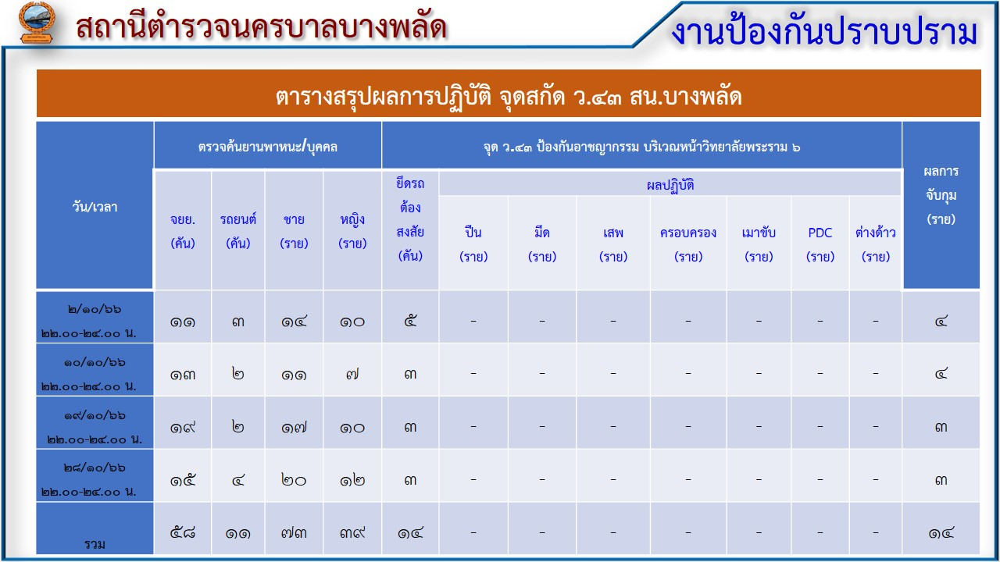 สถานีตำรวจนครบาลบางพลัด
งานป้องกันปราบปราม
ตารางสรุปผลการปฏิบัติ จุดสกัด ว.๔๓ สน.บางพลัด
วัน/เวลา
ตรวจค้นยานพาหนะ/บุคคล
จุด ว.๔๓ ป้องกันอาชญากรรม บริเวณหน้าวิทยาลัยพระราม ๖
ผลการ
จับกุม
(ราย)
จยย.
(คัน)
รถยนต์
(คัน)
ชาย
(ราย)
หญิง
(ราย)
ยึดรถ
ต้อง
สงสัย
(คัน)
ผลปฏิบัติ
ปืน
(ราย)
มีด
(ราย)
เสพ
(ราย)
ครอบครอง
(ราย)
เมาขับ
(ราย)
PDC
(ราย)
ต่างด้าว
(ราย)
๒/๑๐/๖๖
๒๒.๐๐-๒๔.๐๐ น.
๑๑ ๓ ๑๔ ๑๐ ๕ - - - - - - - ๔
๑๐/๑๐/๖๖
๒๒.๐๐-๒๔.๐๐ น.
๑๓ ๒ ๑๑ ๗ ๓ - - - - - - - ๔
๑๙/๑๐/๖๖
๒๒.๐๐-๒๔.๐๐ น.
๑๙ ๒ ๑๗ ๑๐ ๓ - - - - - - - ๓
๒๘/๑๐/๖๖
๒๒.๐๐-๒๔.๐๐ น.
๑๕ ๔ ๒๐ ๑๒ ๓ - - - - - - - ๓
รวม ๕๘ ๑๑ ๗๓ ๓๙ ๑๔ - - - - - - - ๑๔